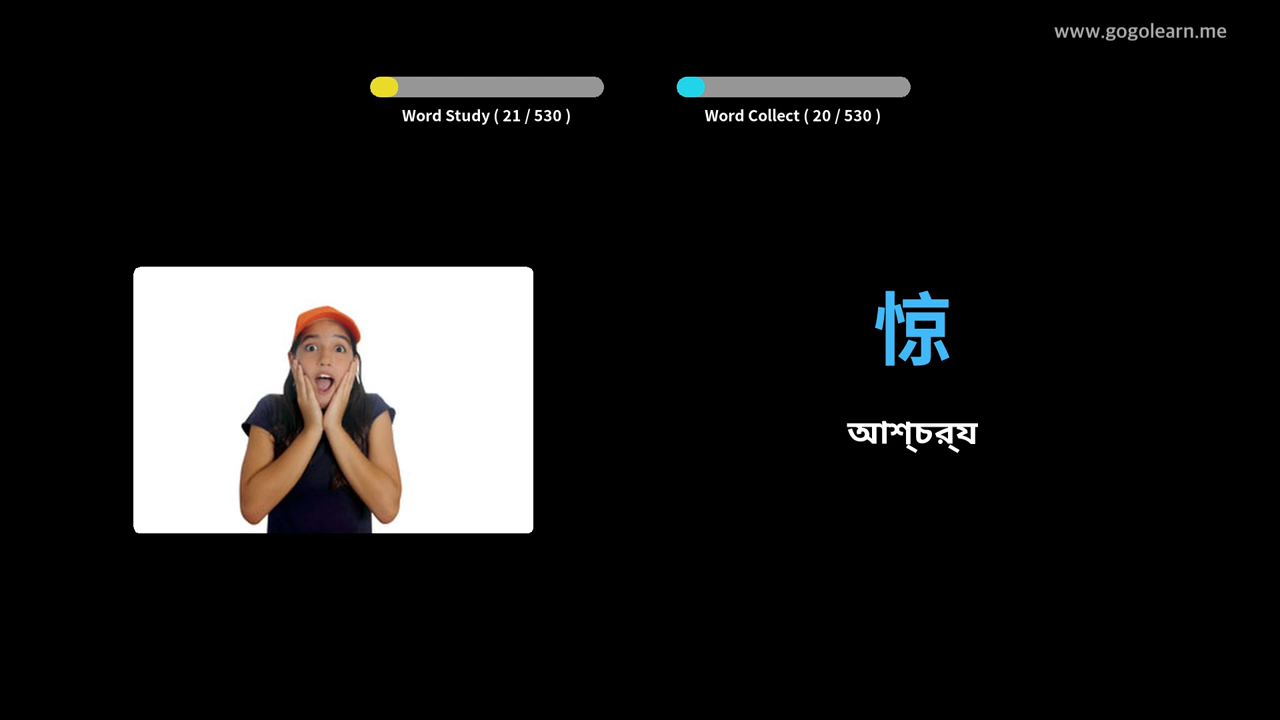 www.gogolearn.me
Word Study ( 21 / 530 )
Word Collect ( 20 / 530 )
惊
আশ্‌চর্‌য